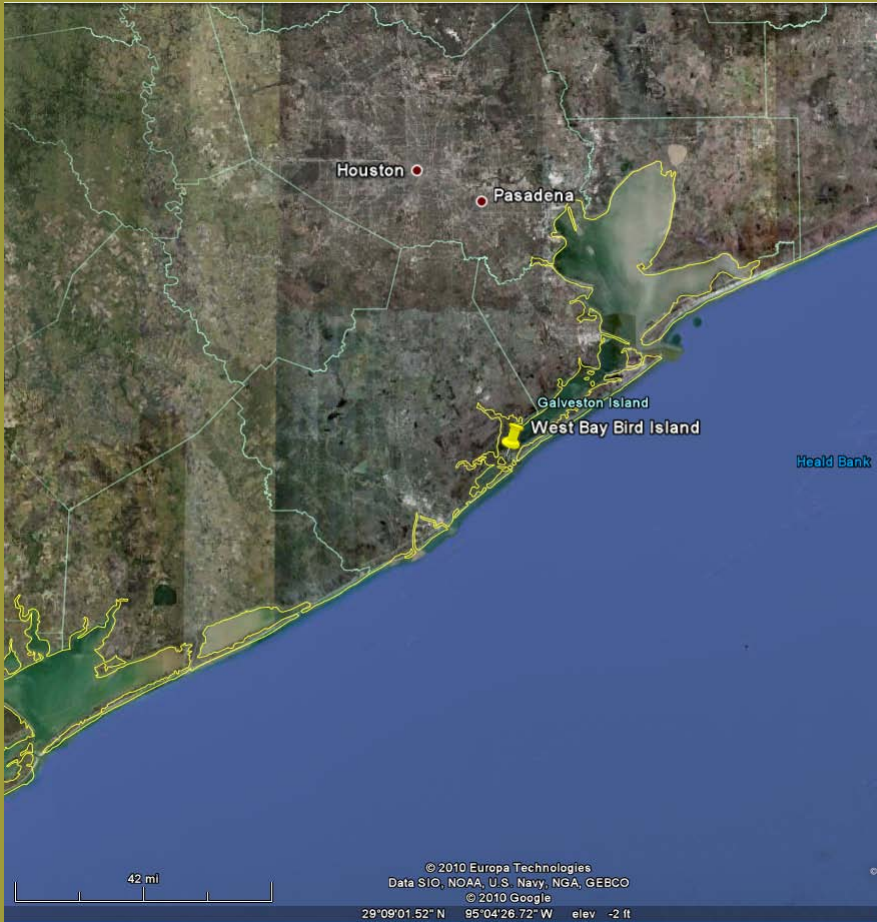 Houston
Pasadena
Galveston Island
West Bay Bird Island
Heald Bank
42 mi
© 2010 Europa Technologies
Data SIO, NOAA, U.S. Navy, NGA, GEBCO
© 2010 Google
©
29°09'01.52" N 95°04'26.72" W elev -2 ft